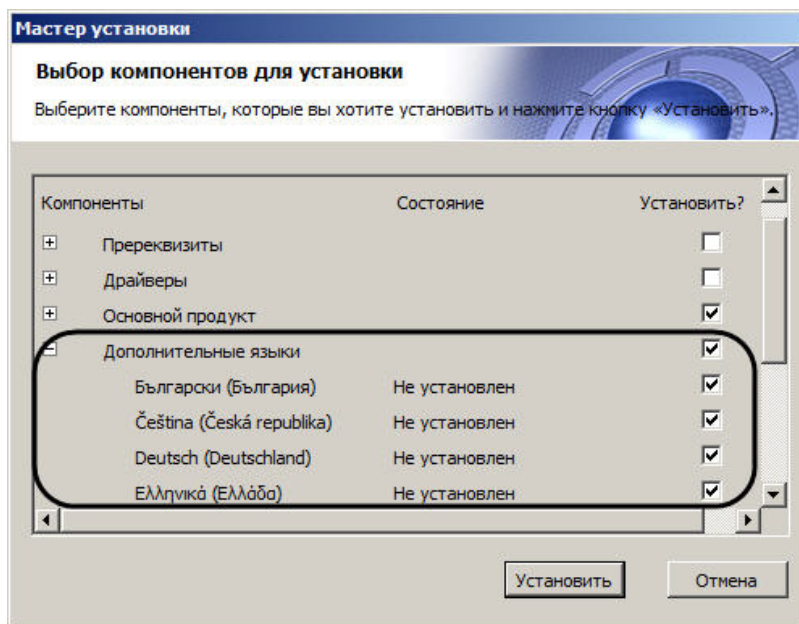 Мастер установки
Выбор компонентов для установки
Выберите компоненты, которые вы хотите установить и нажмите кнопку «Установить».
Компоненты Состояние Установить?
Пререквизиты
Драйверы
Основной продукт
Дополнительные языки
Български (България) Не установлен
Čeština (Česká republika) Не установлен
Deutsch (Deutschland) Не установлен
Ελληνικά (Ελλάδα) Не установлен
Установить Отмена